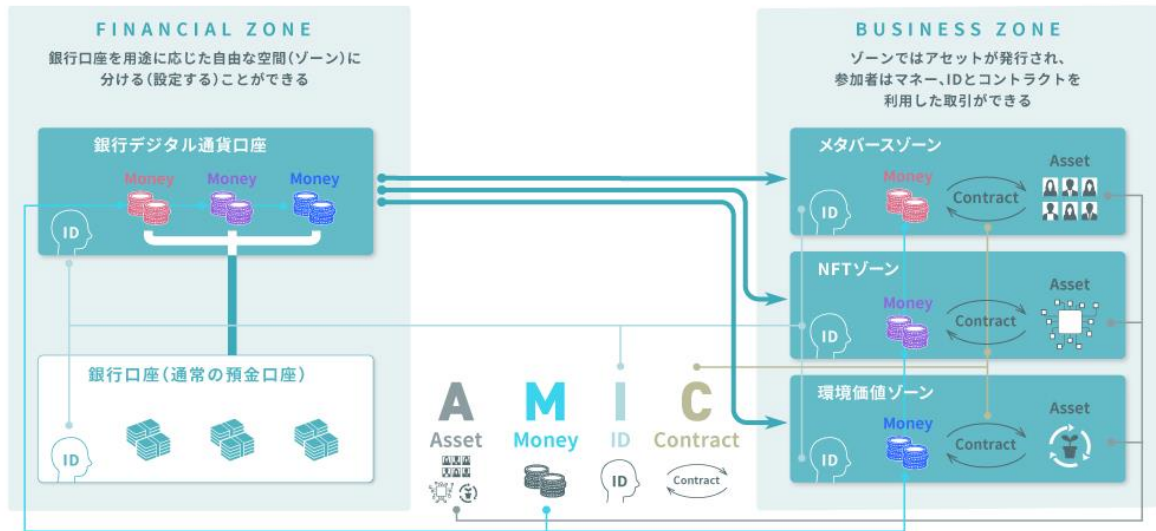 FINANCIAL ZONE
銀行口座を用途に応じた自由な空間(ゾーン)に
分ける(設定する)ことができる
銀行デジタル通貨口座
Money
Money
Money
ID
銀行口座(通常の預金口座)
ID
A
M
I
C
Asset
Money
ID
Contract
ID
Contract
BUSINESS ZONE
ゾーンではアセットが発行され、
参加者はマネー、IDとコントラクトを
利用した取引ができる
メタバースゾーン
Money
Contract
Asset
ID
NFTゾーン
Money
Contract
Asset
ID
環境価値ゾーン
Money
Contract
Asset
ID